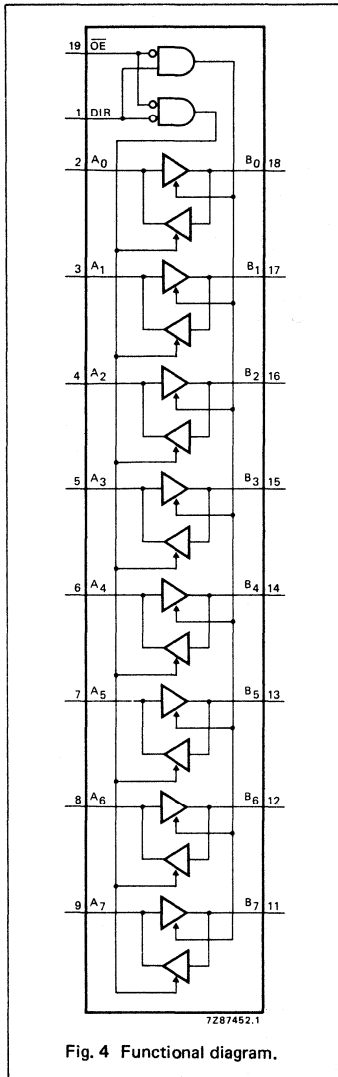 19 OE
1 DIR
2 A0 B0 18
3 A1 B1 17
4 A2 B2 16
5 A3 B3 15
6 A4 B4 14
7 A5 B5 13
8 A6 B6 12
9 A7 B7 11
7Z87452.1
Fig. 4 Functional diagram.